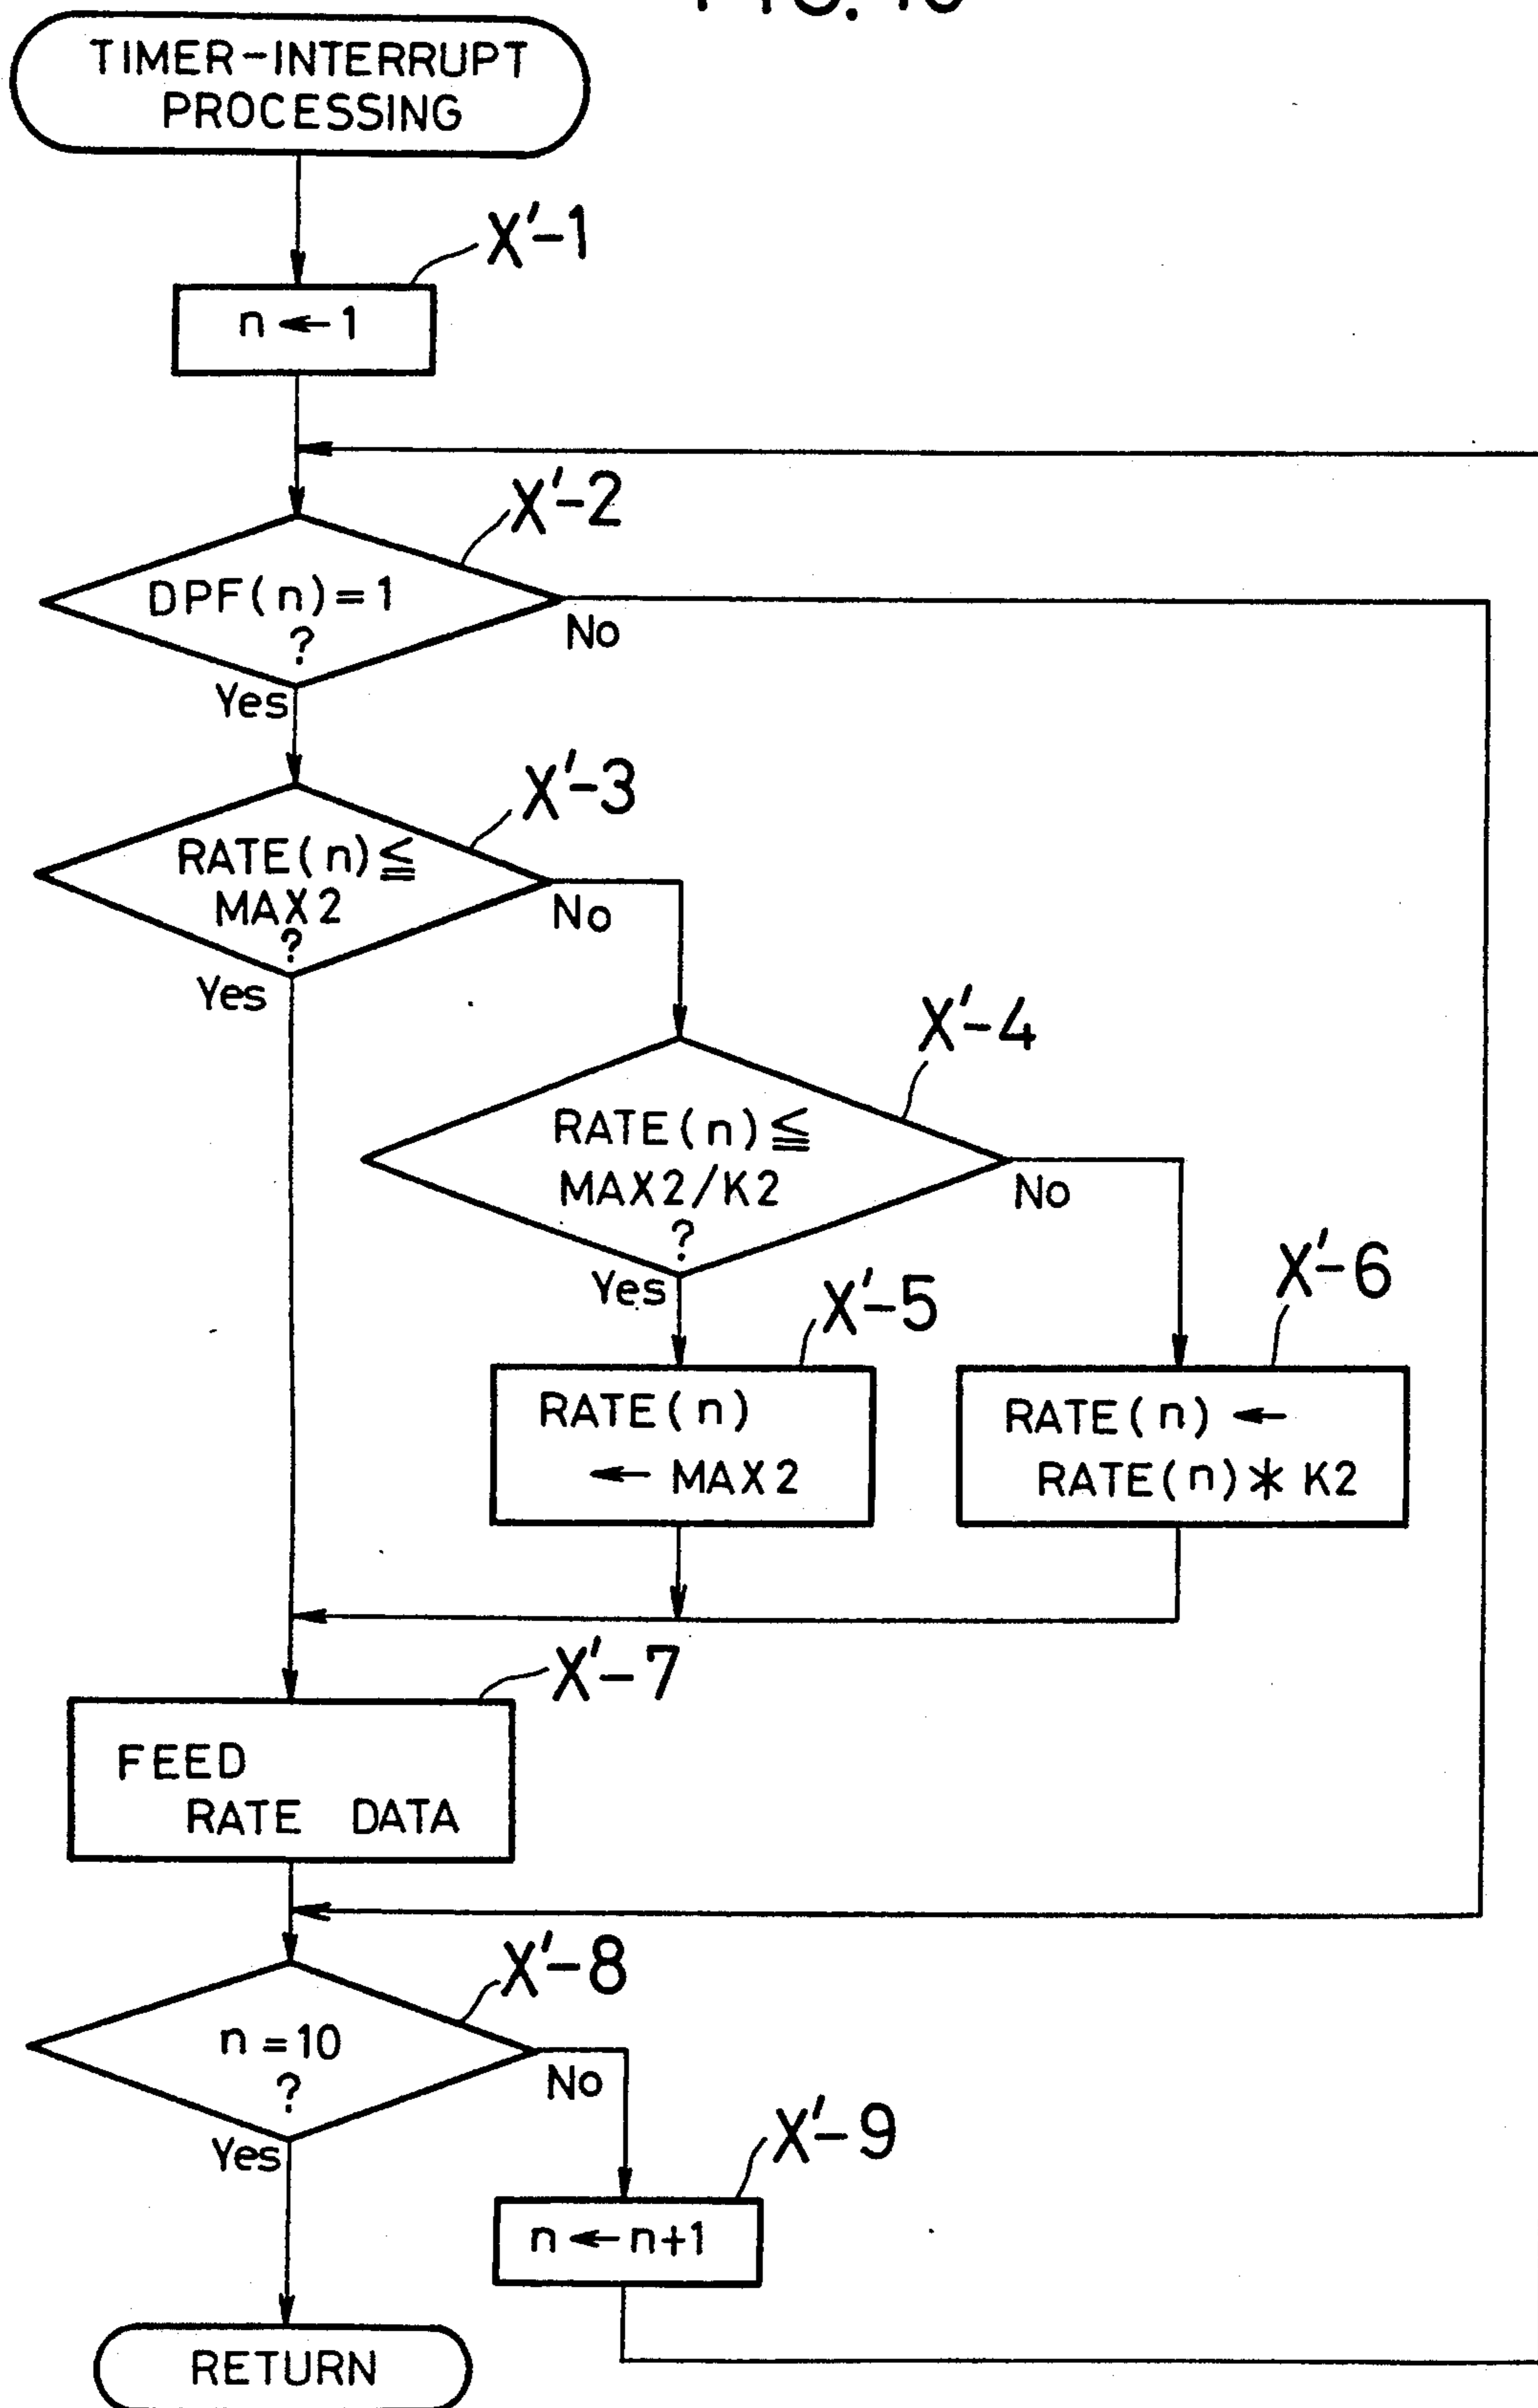 TIMER-INTERRUPT
PROCESSING
X'-1
n ← 1
X'-2
DPF(n) = 1
?
No
Yes
X'-3
RATE(n) ≦
MAX2
?
No
Yes
X'-4
RATE(n) ≦
MAX2/K2
?
No
Yes
X'-5
X'-6
RATE(n)
← MAX2
RATE(n) ←
RATE(n) * K2
X'-7
FEED
RATE DATA
X'-8
n = 10
?
No
Yes
X'-9
n ← n+1
RETURN